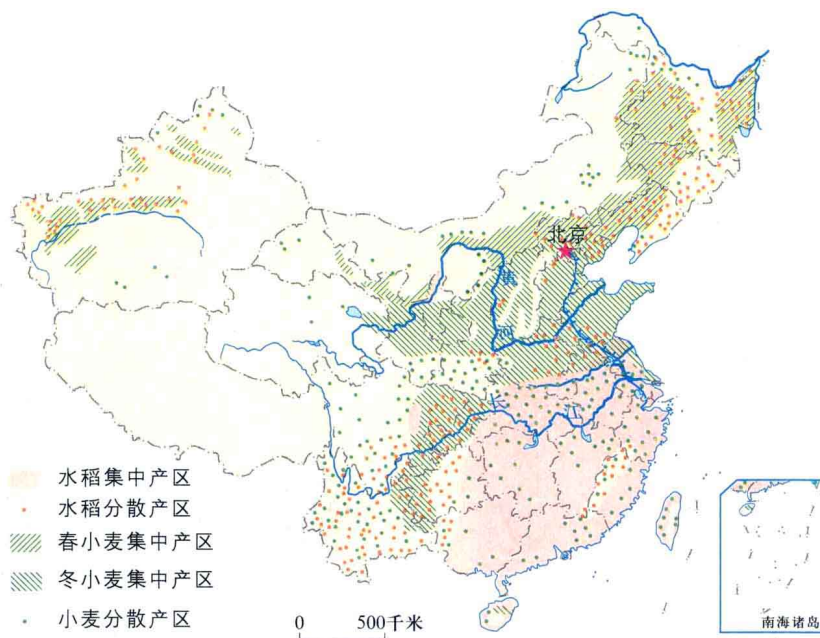 北京
黄
河
长
江
水稻集中产区
水稻分散产区
春小麦集中产区
冬小麦集中产区
小麦分散产区
0 500千米
南海诸岛